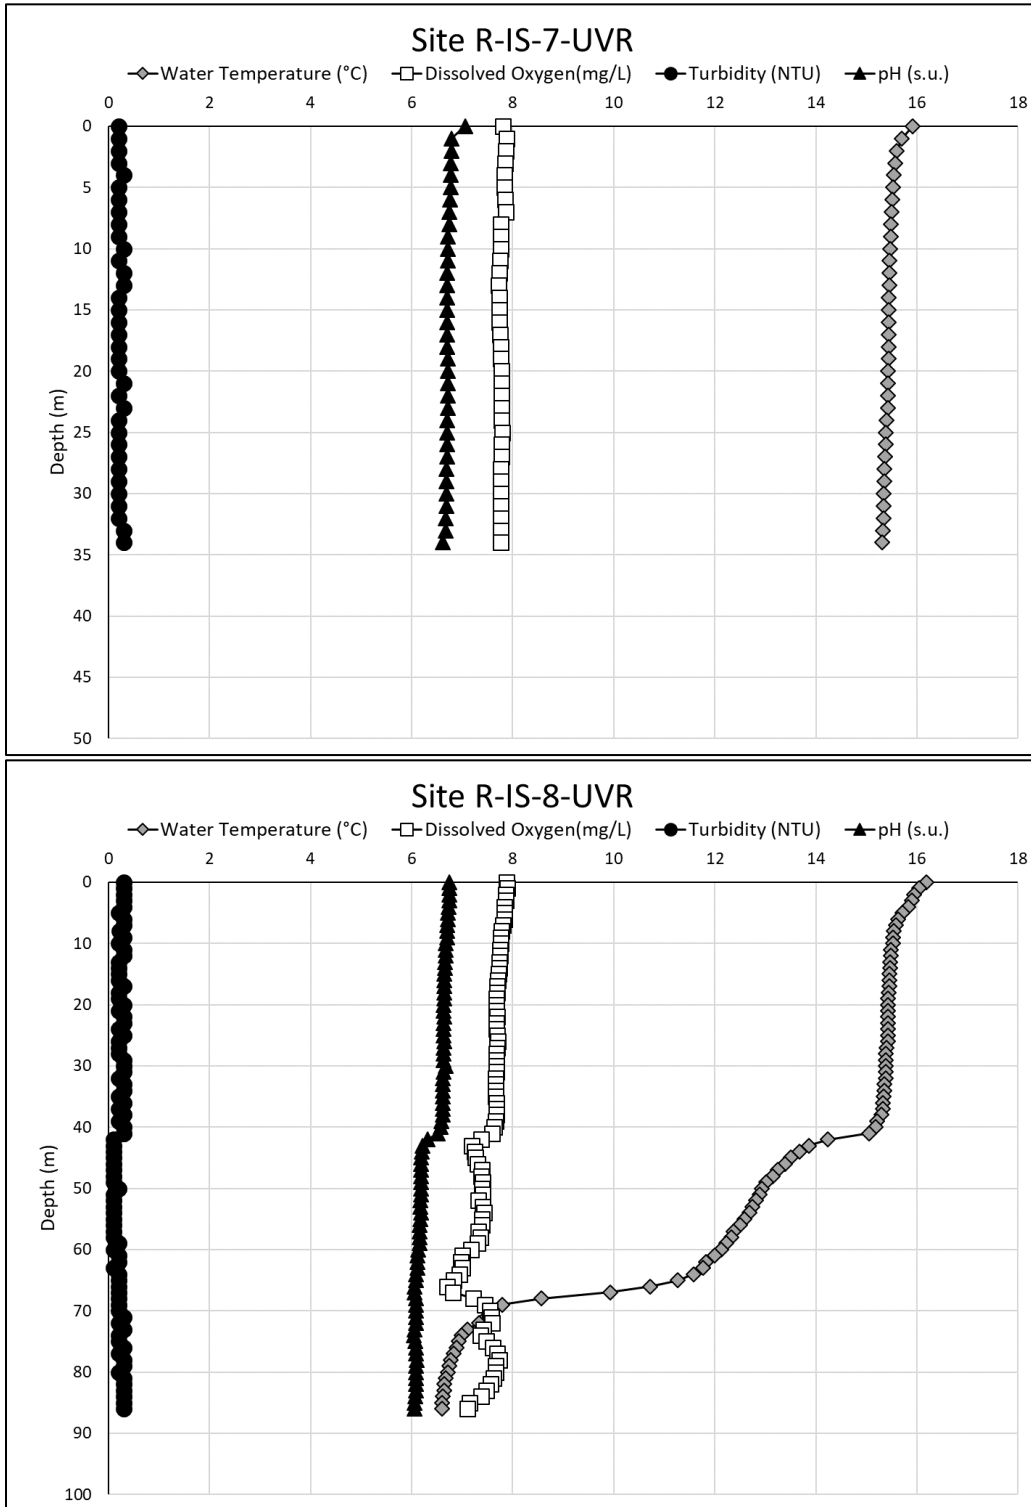 Site R-IS-7-UVR
Water Temperature (°C) Dissolved Oxygen(mg/L) Turbidity (NTU) pH (s.u.)
0 2 4 6 8 10 12 14 16 18
0
5
10
15
20
25
30
35
40
45
50
Depth (m)
Site R-IS-8-UVR
Water Temperature (°C) Dissolved Oxygen(mg/L) Turbidity (NTU) pH (s.u.)
0 2 4 6 8 10 12 14 16 18
0
10
20
30
40
50
60
70
80
90
100
Depth (m)